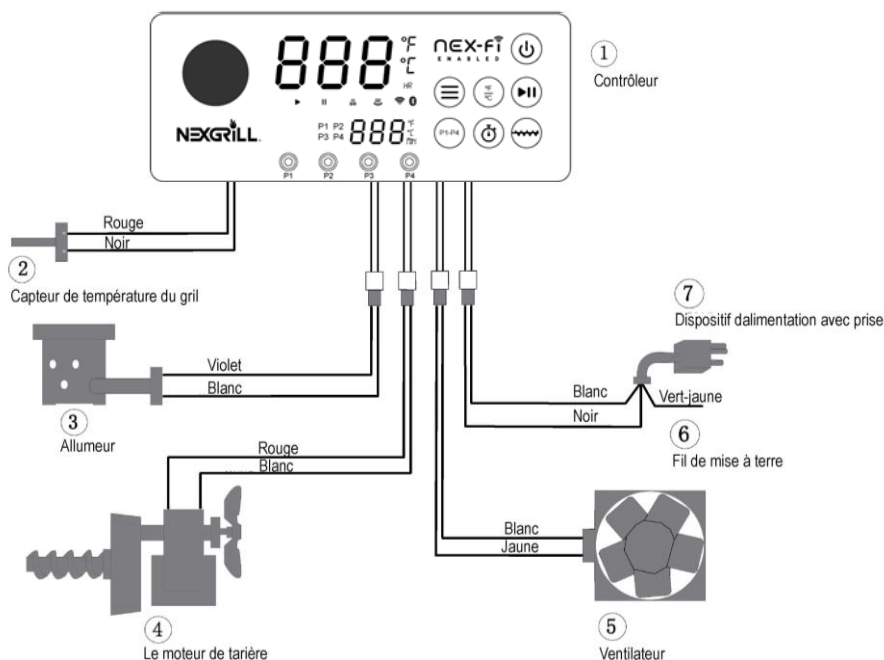 888 °F
°C
HR
NEX-Fi
ENABLED
NEXGRILL
P1 P2
P3 P4
888 °F
°C
P1-P4
°F
°C
P1
P2
P3
P4
1
Contrôleur
Rouge
Noir
2
Capteur de température du gril
Violet
Blanc
3
Allumeur
Rouge
Blanc
4
Le moteur de tarière
Blanc
Jaune
5
Ventilateur
Blanc
Noir
Vert-jaune
6
Fil de mise à terre
7
Dispositif dalimentation avec prise